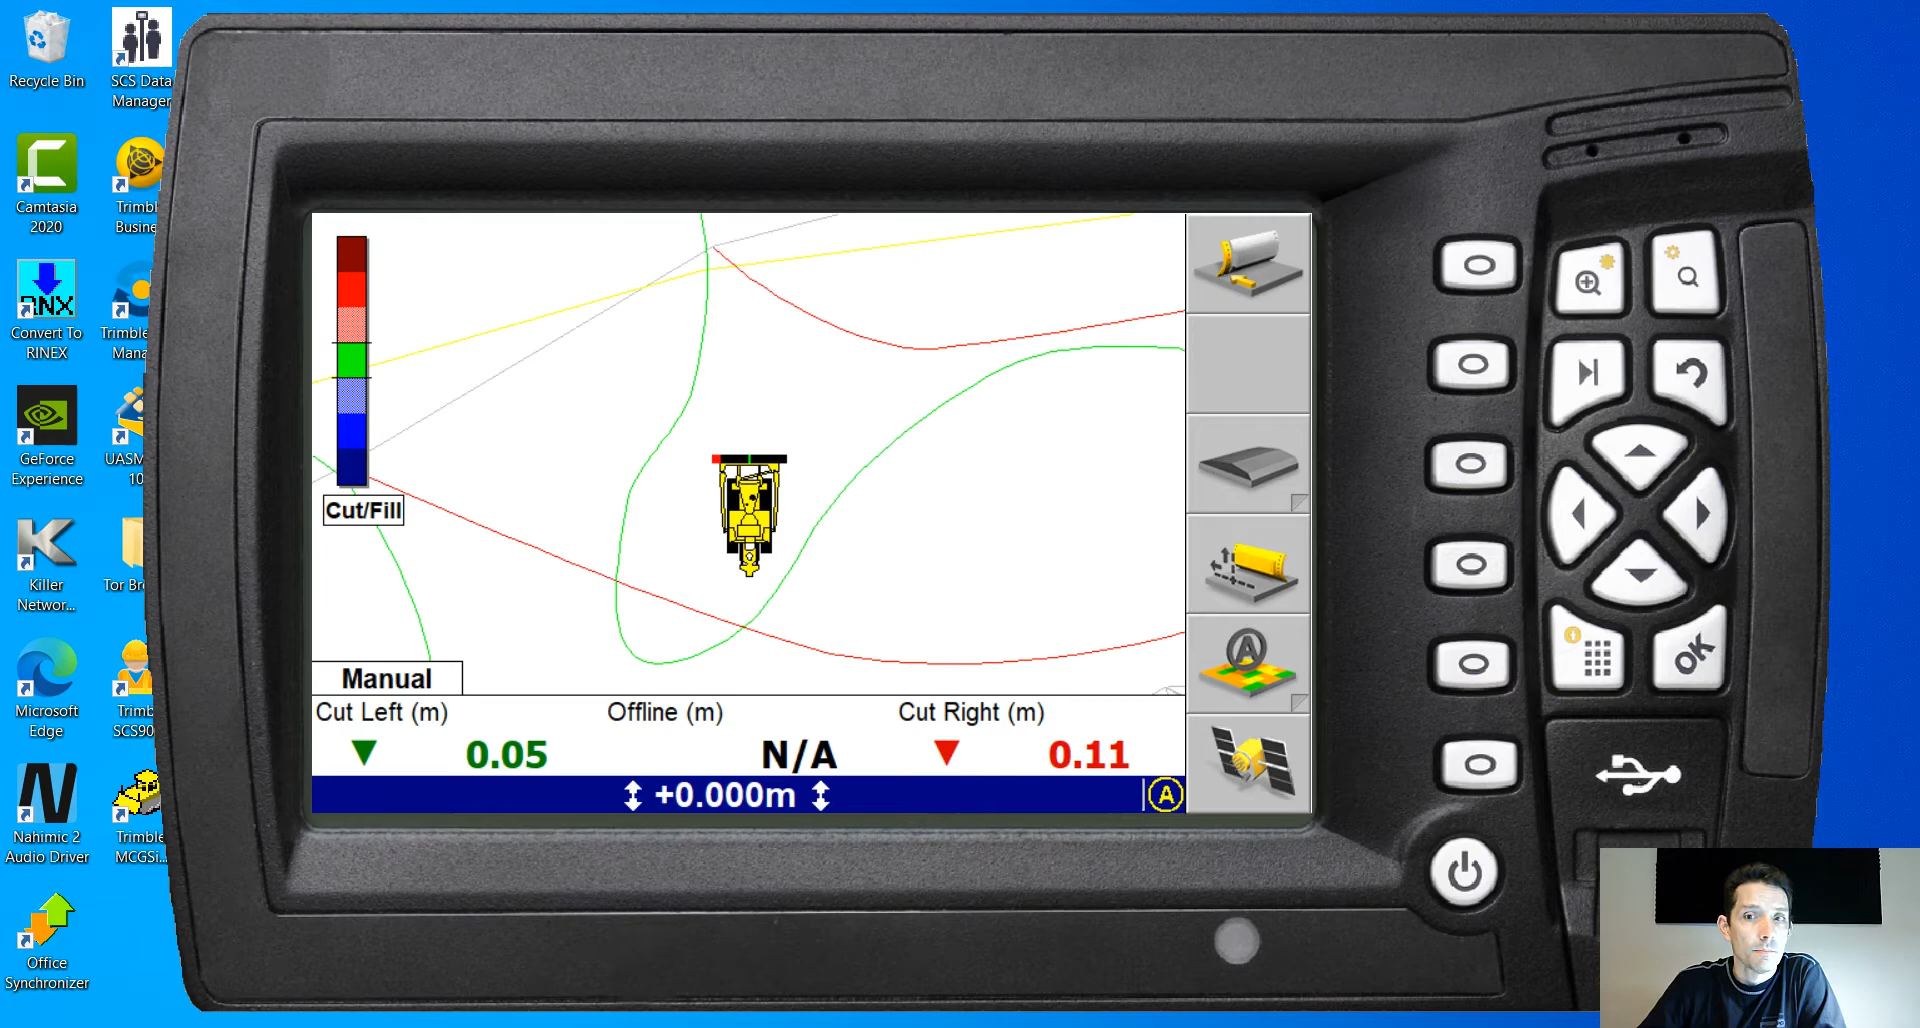 Recycle Bin
SCS Data
Manager
Camtasia
2020
Trimbl
Busine
RNX
Convert To
RINEX
Trimble
Mana
GeForce
Experience
UASM
10
Killer
Networ...
Tor Br
Microsoft
Edge
Trimb
SCS90
Nahimic 2
Audio Driver
Trimble
MCGSi...
Office
Synchronizer
Cut/Fill
Manual
Cut Left (m)
Offline (m)
Cut Right (m)
0.05
N/A
0.11
+0.000m
A
A
OK